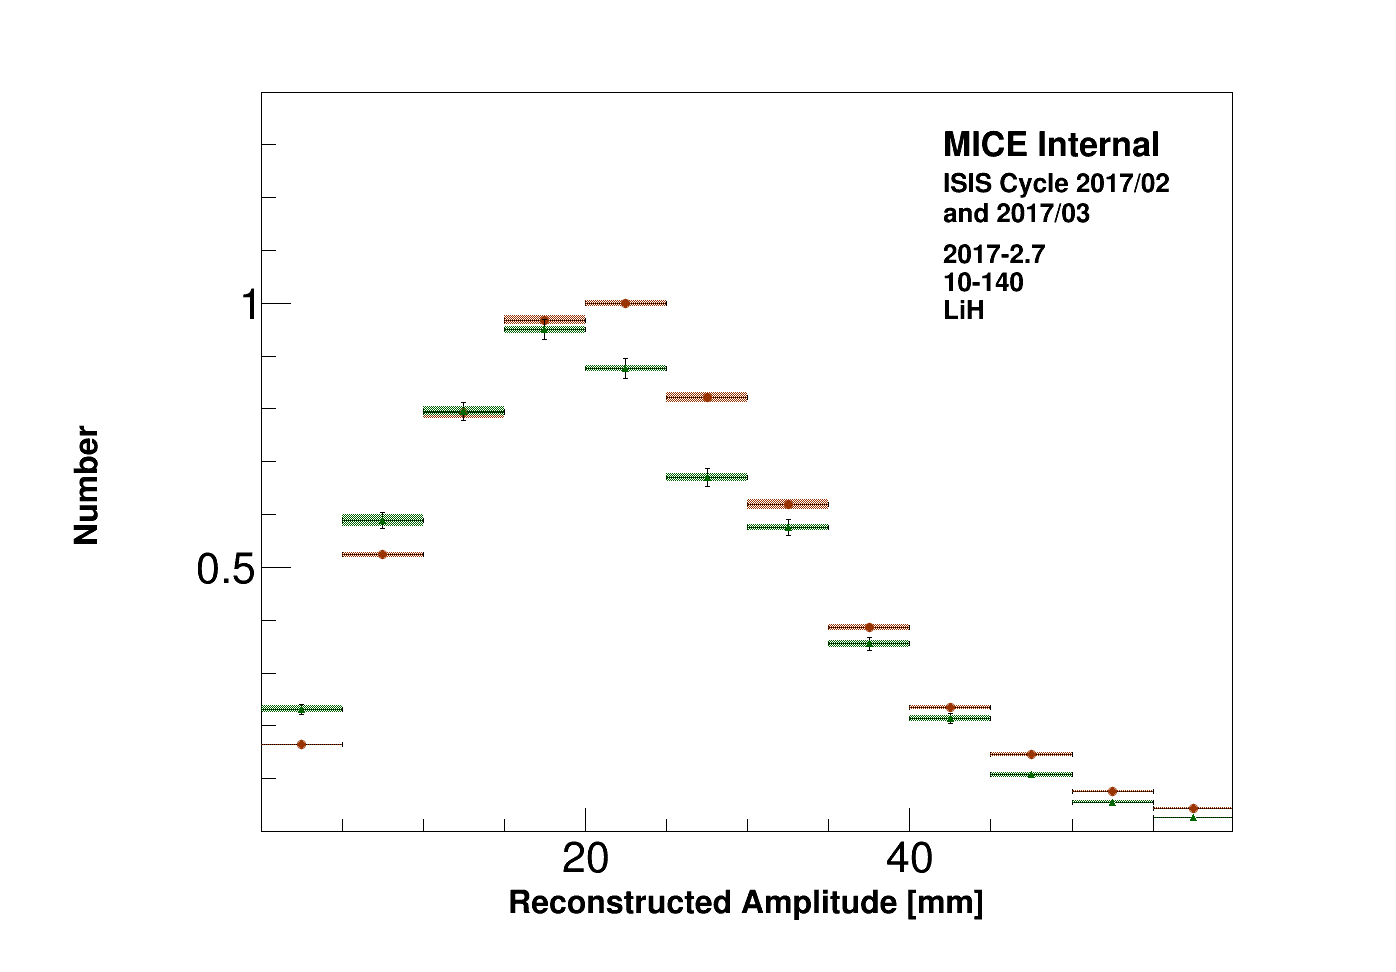 MICE Internal
ISIS Cycle 2017/02
and 2017/03
2017-2.7
10-140
LiH
1
0.5
Number
20 40
Reconstructed Amplitude [mm]